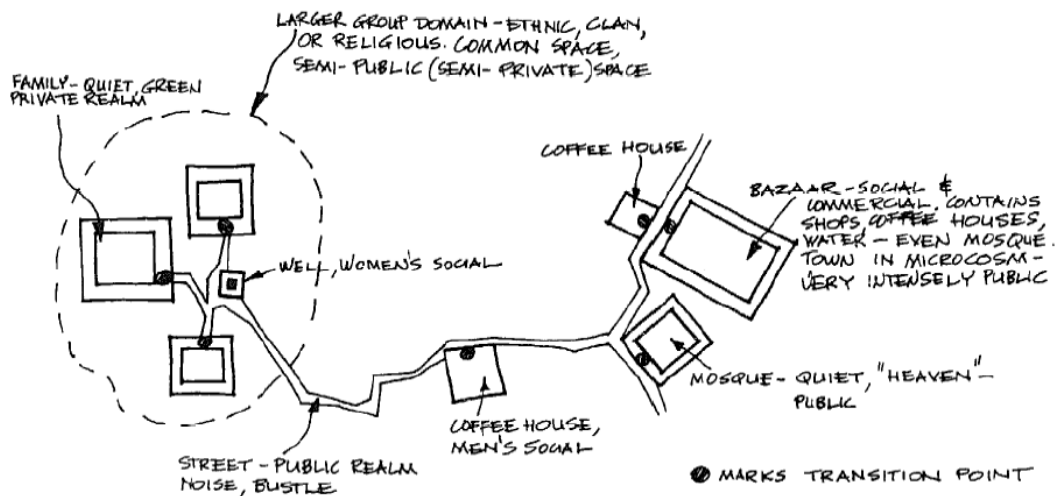 LARGER GROUP DOMAIN - ETHNIC, CLAN,
OR RELIGIOUS. COMMON SPACE,
SEMI-PUBLIC (SEMI-PRIVATE) SPACE
FAMILY - QUIET, GREEN
PRIVATE REALM
COFFEE HOUSE
BAZAAR - SOCIAL &
COMMERCIAL. CONTAINS
SHOPS, COFFEE HOUSES,
WATER - EVEN MOSQUE.
TOWN IN MICROCOSM -
VERY INTENSELY PUBLIC
WELL, WOMEN'S SOCIAL
MOSQUE - QUIET, "HEAVEN" -
PUBLIC
COFFEE HOUSE,
MEN'S SOCIAL
STREET - PUBLIC REALM
NOISE, BUSTLE
MARKS TRANSITION POINT